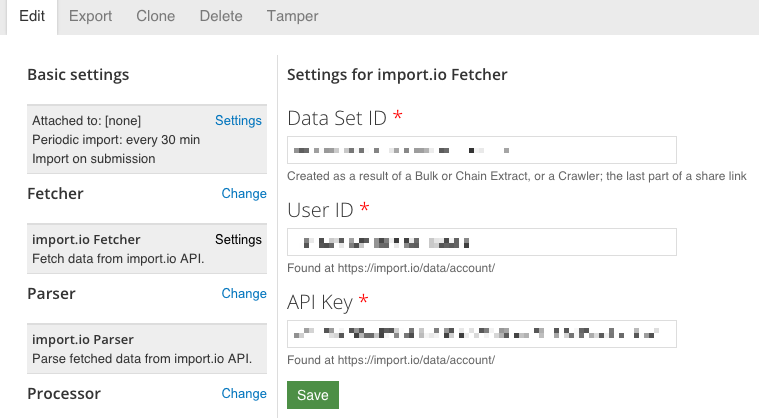 Edit Export Clone Delete Tamper
Basic settings
Attached to: [none] Settings
Periodic import: every 30 min
Import on submission
Fetcher Change
import.io Fetcher Settings
Fetch data from import.io API.
Parser Change
import.io Parser
Parse fetched data from import.io API.
Processor Change
Settings for import.io Fetcher
Data Set ID *
Created as a result of a Bulk or Chain Extract, or a Crawler; the last part of a share link
User ID *
Found at https://import.io/data/account/
API Key *
Found at https://import.io/data/account/
Save